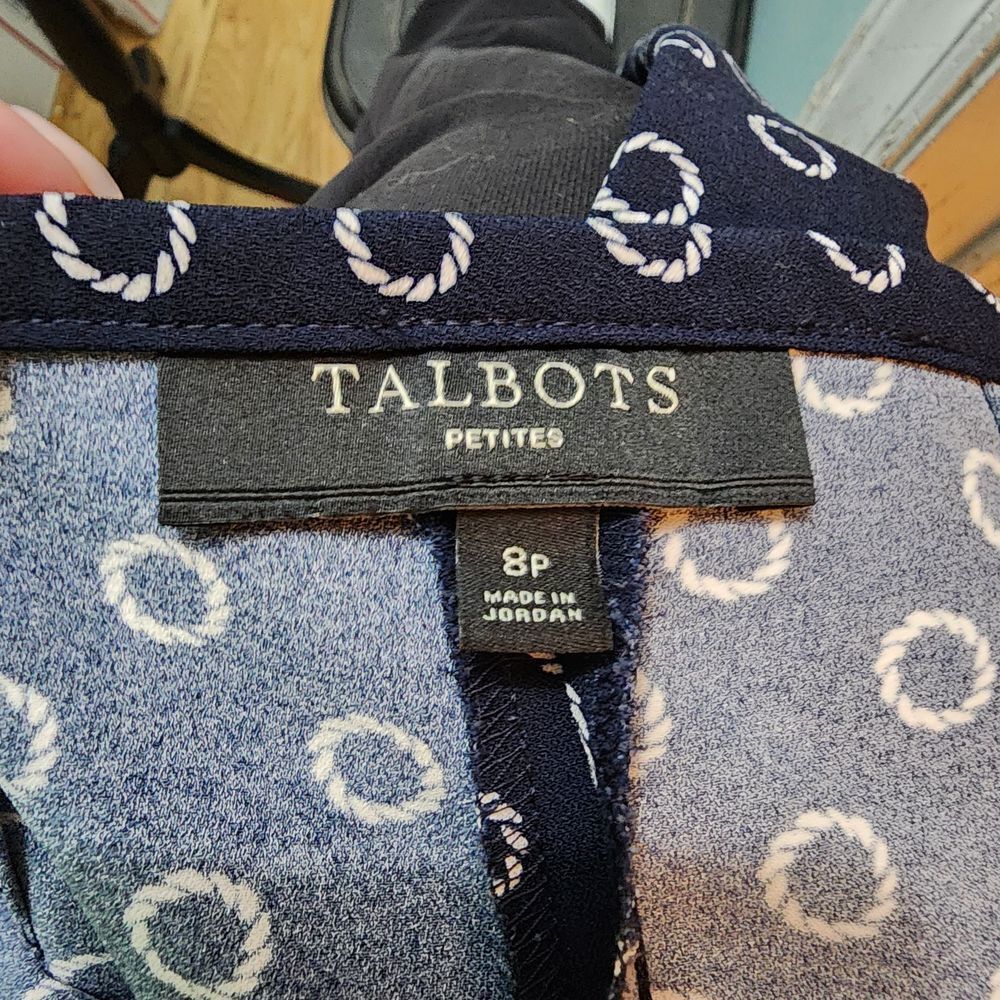 TALBOTS
PETITES
8P
MADE IN
JORDAN